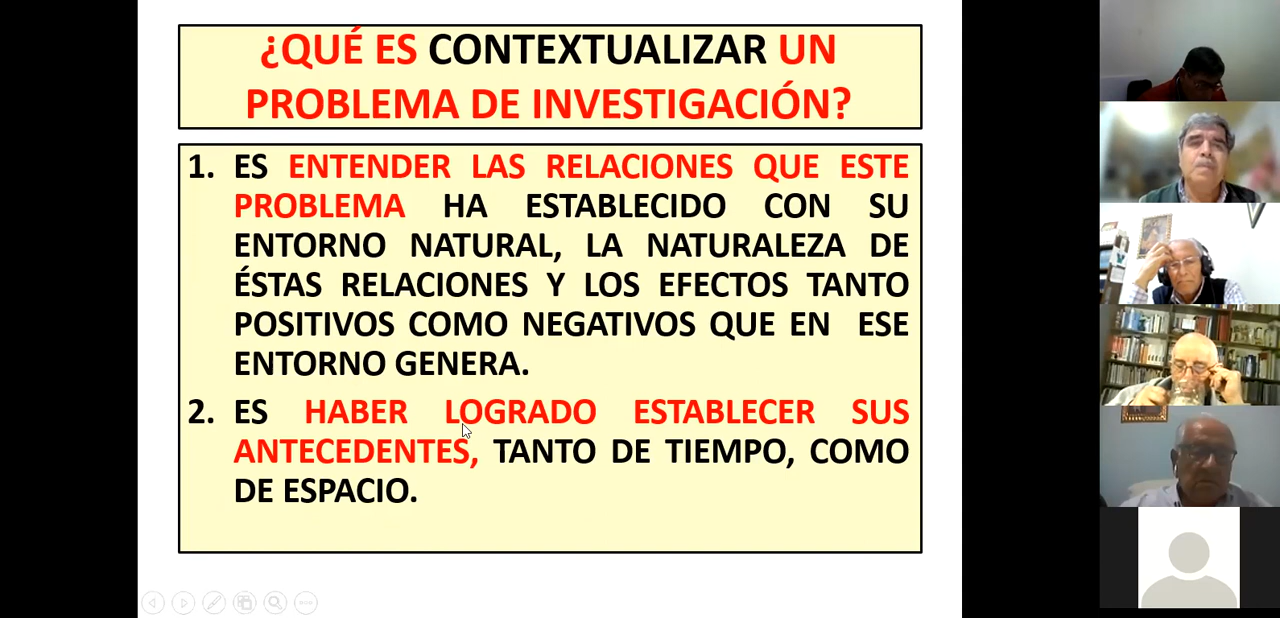 ¿QUÉ ES CONTEXTUALIZAR UN
PROBLEMA DE INVESTIGACIÓN?
1. ES ENTENDER LAS RELACIONES QUE ESTE
PROBLEMA HA ESTABLECIDO CON SU
ENTORNO NATURAL, LA NATURALEZA DE
ÉSTAS RELACIONES Y LOS EFECTOS TANTO
POSITIVOS COMO NEGATIVOS QUE EN ESE
ENTORNO GENERA.
2. ES HABER LOGRADO ESTABLECER SUS
ANTECEDENTES, TANTO DE TIEMPO, COMO
DE ESPACIO.